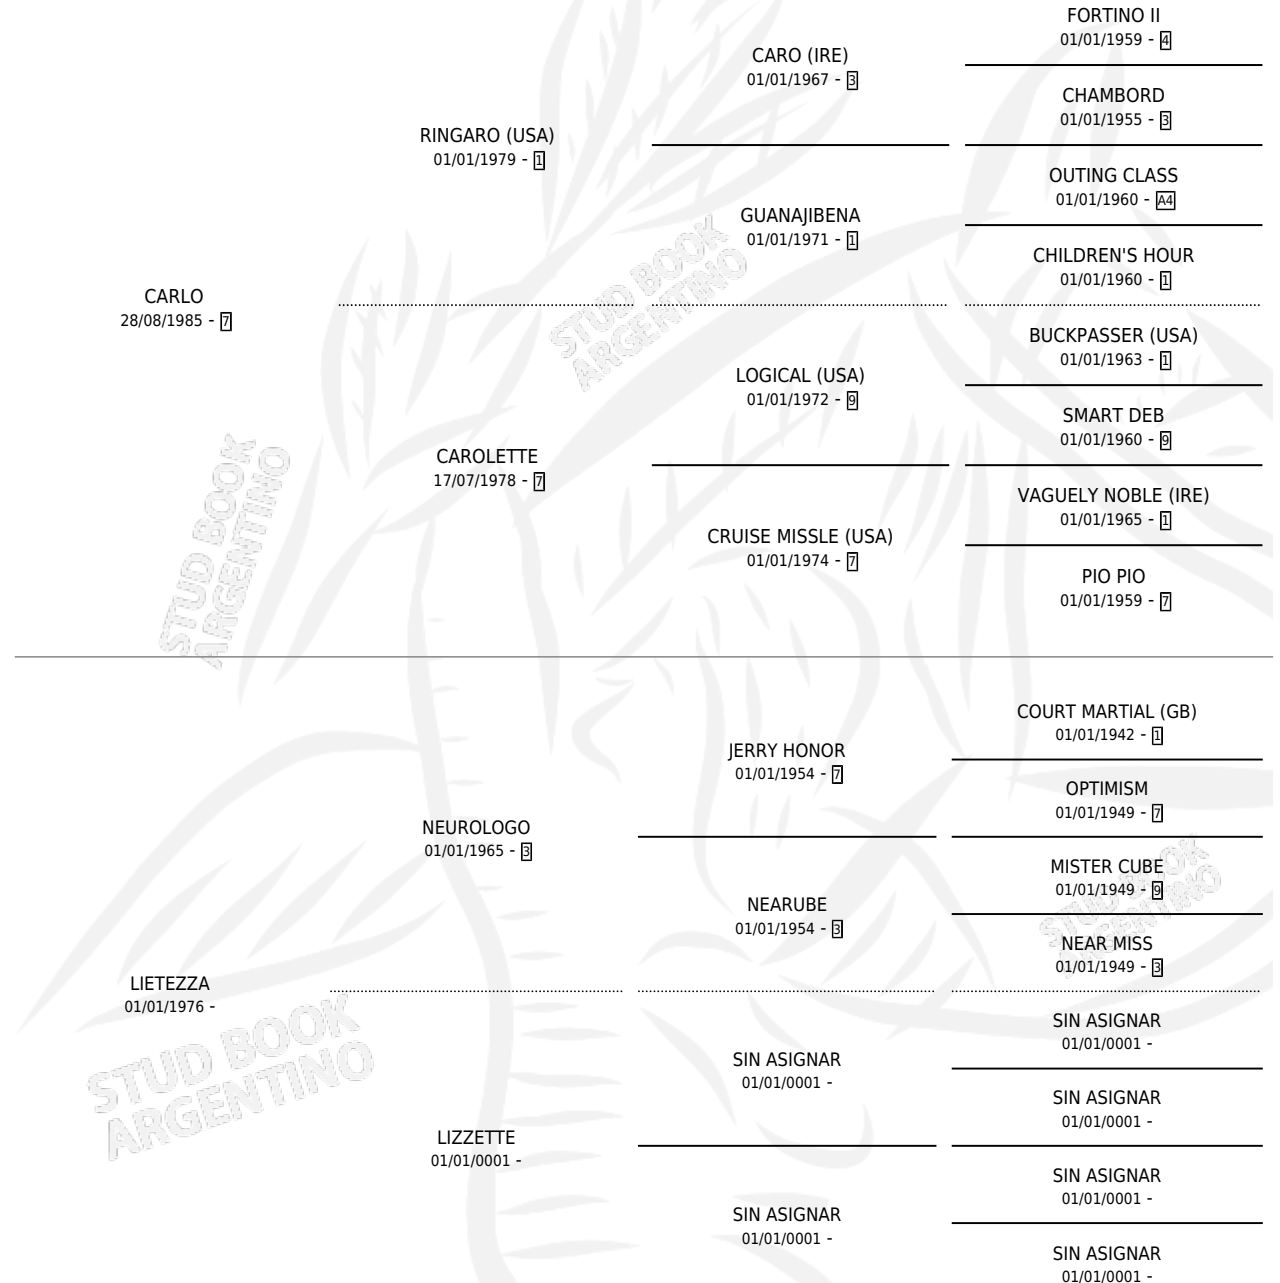 FORTINO II
01/01/1959 - 4
CARO (IRE)
01/01/1967 - 3
CHAMBORD
01/01/1955 - 3
RINGARO (USA)
01/01/1979 - 1
OUTING CLASS
01/01/1960 - A4
GUANAJIBENA
01/01/1971 - 1
CHILDREN'S HOUR
01/01/1960 - 1
CARLO
28/08/1985 - 7
BUCKPASSER (USA)
01/01/1963 - 1
LOGICAL (USA)
01/01/1972 - 9
SMART DEB
01/01/1960 - 9
CAROLETTE
17/07/1978 - 7
VAGUELY NOBLE (IRE)
01/01/1965 - 1
CRUISE MISSLE (USA)
01/01/1974 - 7
PIO PIO
01/01/1959 - 7
COURT MARTIAL (GB)
01/01/1942 - 1
JERRY HONOR
01/01/1954 - 7
OPTIMISM
01/01/1949 - 7
NEUROLOGO
01/01/1965 - 3
MISTER CUBE
01/01/1949 - 9
NEARUBE
01/01/1954 - 3
NEAR MISS
01/01/1949 - 3
LIETEZZA
01/01/1976 -
SIN ASIGNAR
01/01/0001 -
SIN ASIGNAR
01/01/0001 -
SIN ASIGNAR
01/01/0001 -
LIZZETTE
01/01/0001 -
SIN ASIGNAR
01/01/0001 -
SIN ASIGNAR
01/01/0001 -
SIN ASIGNAR
01/01/0001 -
STUD BOOK
ARGENTINO
STUD BOOK
ARGENTINO
STUD BOOK
ARGENTINO
STUD BOOK
ARGENTINO